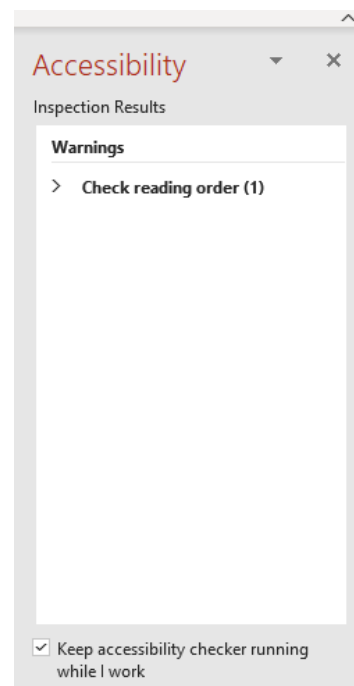 Accessibility
Inspection Results
Warnings
Check reading order (1)
Keep accessibility checker running
while I work